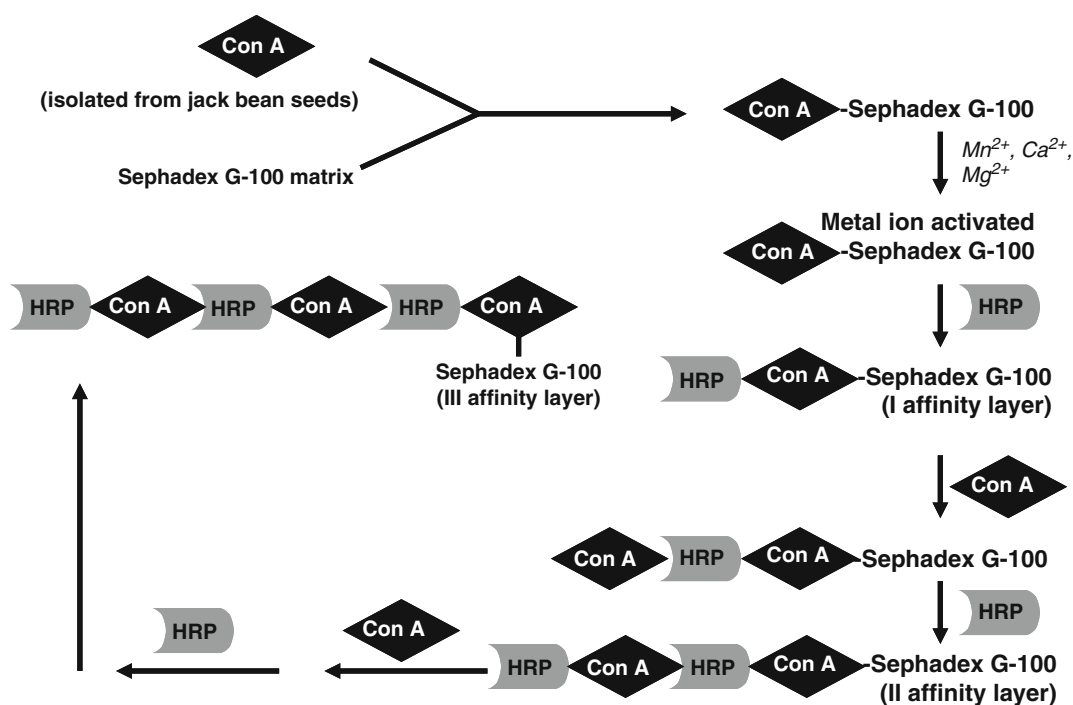 Con A
(isolated from jack bean seeds)
Sephadex G-100 matrix
Con A -Sephadex G-100
Mn²⁺, Ca²⁺,
Mg²⁺
Metal ion activated
Con A -Sephadex G-100
HRP
HRP Con A -Sephadex G-100
(I affinity layer)
Con A
Con A HRP Con A -Sephadex G-100
HRP
HRP Con A HRP Con A -Sephadex G-100
(II affinity layer)
Con A
HRP
HRP Con A HRP Con A HRP Con A
Sephadex G-100
(III affinity layer)